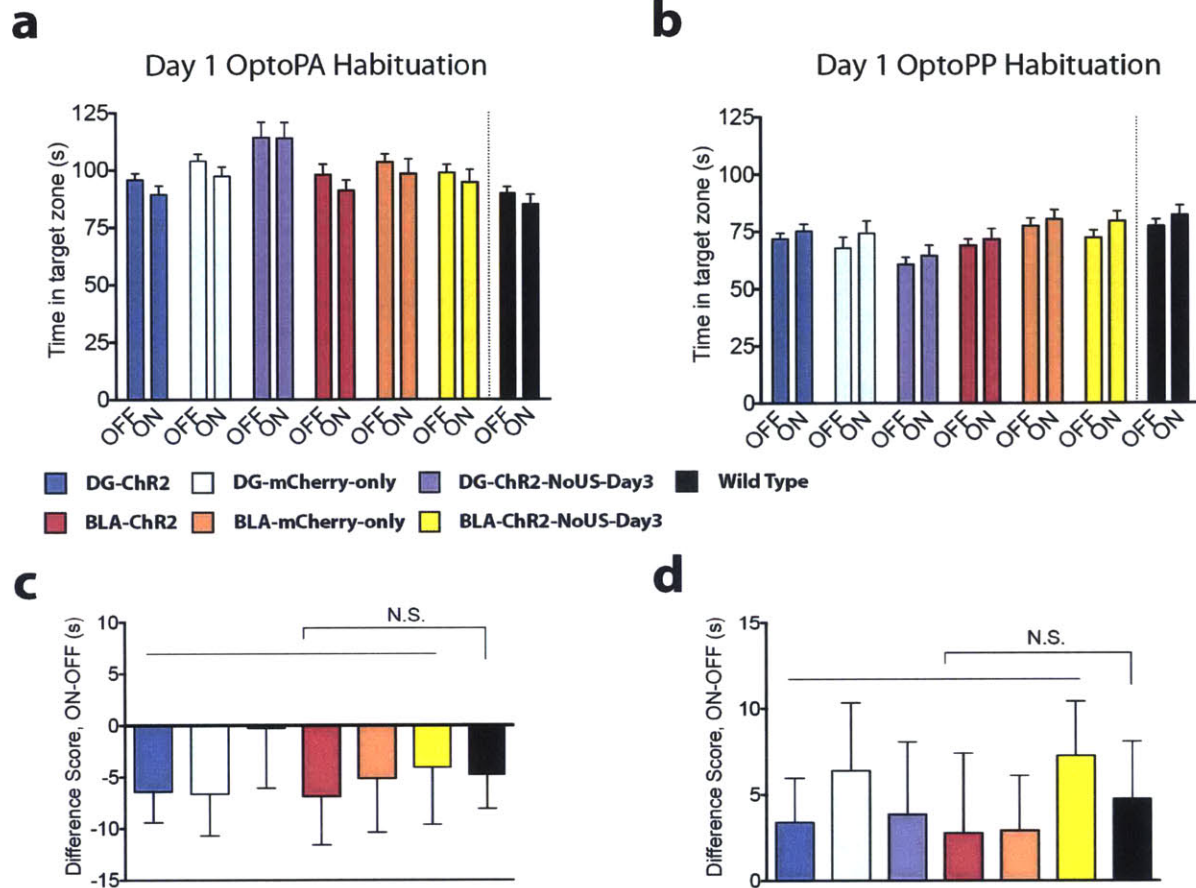 a
Day 1 OptoPA Habituation
Time in target zone (s)
125
100
75
50
25
0
OFF ON OFF ON OFF ON OFF ON OFF ON OFF ON OFF ON
b
Day 1 OptoPP Habituation
Time in target zone (s)
125
100
75
50
25
0
OFF ON OFF ON OFF ON OFF ON OFF ON OFF ON OFF ON
DG-ChR2 DG-mCherry-only DG-ChR2-NoUS-Day3 Wild Type
BLA-ChR2 BLA-mCherry-only BLA-ChR2-NoUS-Day3
c
Difference Score, ON-OFF (s)
10
5
0
-5
-10
-15
N.S.
d
Difference Score, ON-OFF (s)
15
10
5
0
N.S.